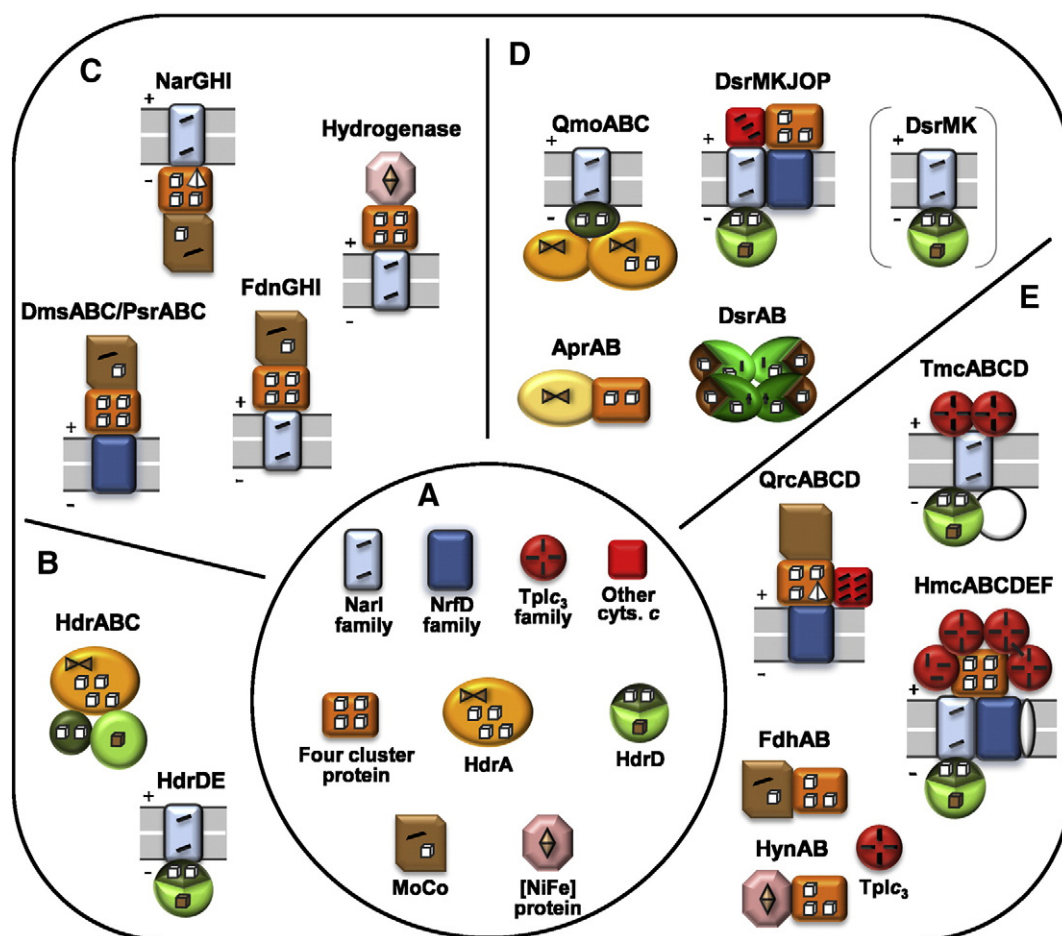 C
NarGHI
+
-
Hydrogenase
+
-
DmsABC/PsrABC
+
-
FdnGHI
+
-
D
QmoABC
+
-
DsrMKJOP
+
-
DsrMK
+
-
AprAB
DsrAB
E
TmcABCD
+
-
QrcABCD
+
-
HmcABCDEF
+
-
FdhAB
HynAB
Tplc₃
B
HdrABC
HdrDE
+
-
A
NarI
family
NrfD
family
Tplc₃
family
Other
cyts. c
Four cluster
protein
HdrA
HdrD
MoCo
[NiFe]
protein